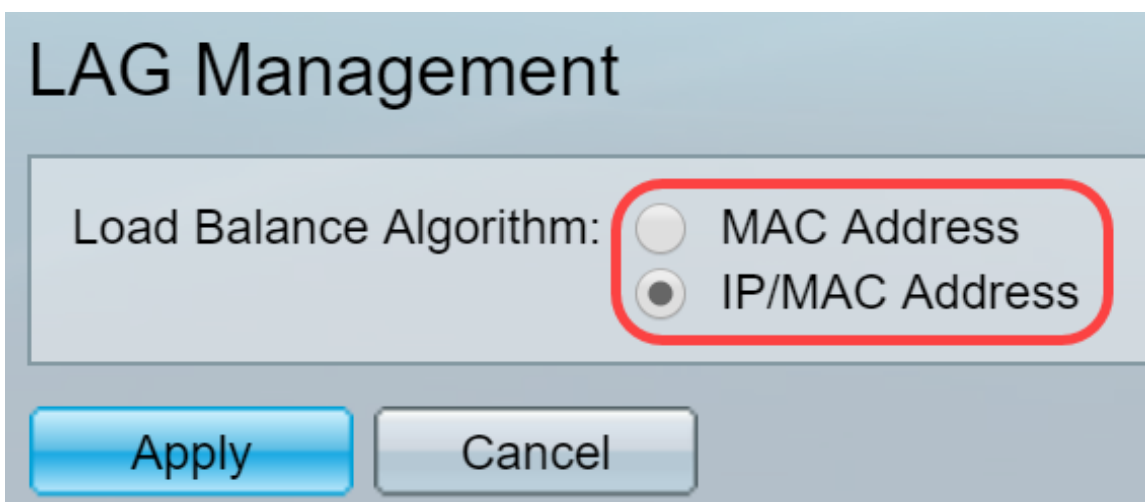 LAG Management
Load Balance Algorithm: MAC Address
IP/MAC Address
Apply Cancel